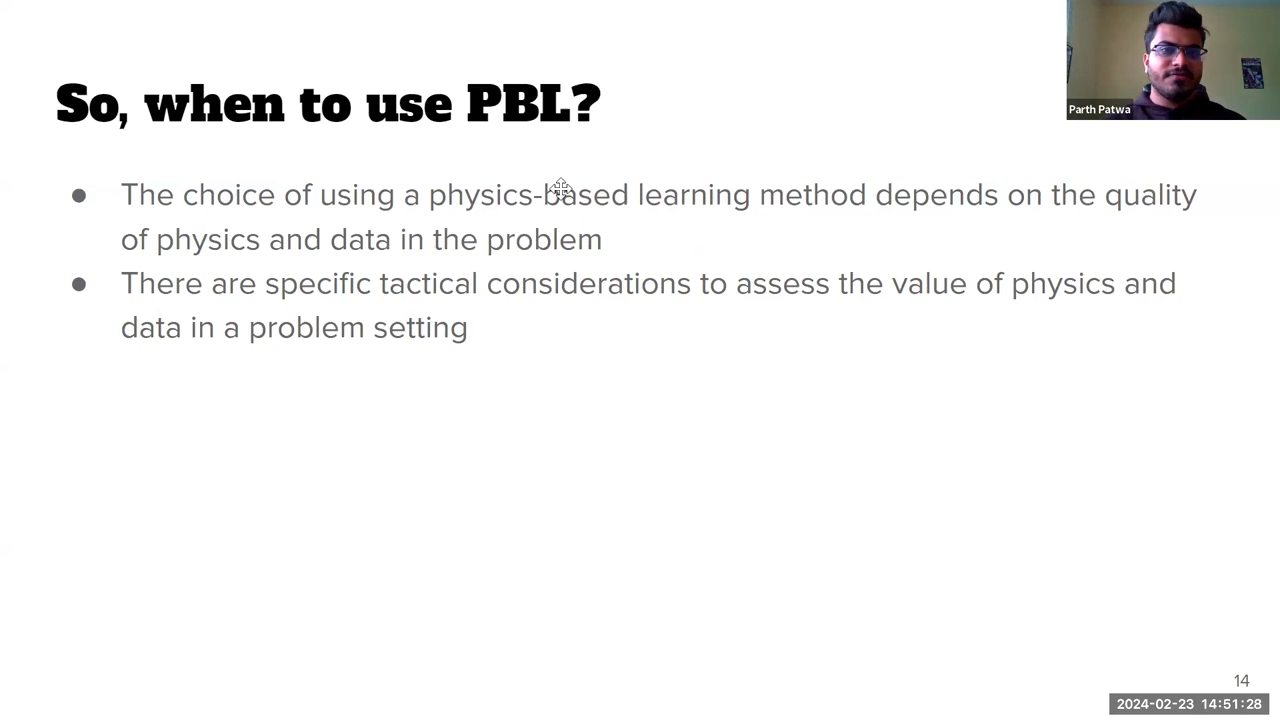 So, when to use PBL?
Parth Patwa
● The choice of using a physics-based learning method depends on the quality
of physics and data in the problem
● There are specific tactical considerations to assess the value of physics and
data in a problem setting
14
2024-02-23 14:51:28